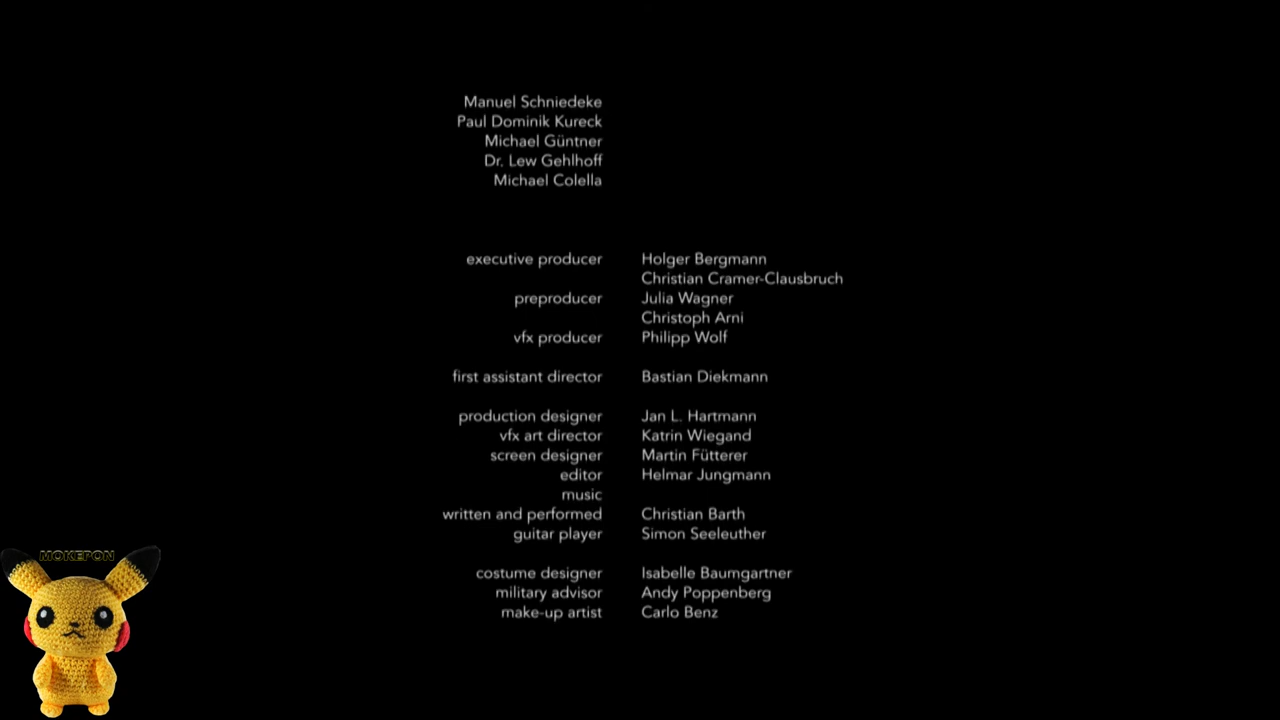 Manuel Schniedeke
Paul Dominik Kureck
Michael Güntner
Dr. Lew Gehlhoff
Michael Colella
executive producer Holger Bergmann
Christian Cramer-Clausbruch
preproducer Julia Wagner
Christoph Arni
vfx producer Philipp Wolf
first assistant director Bastian Diekmann
production designer Jan L. Hartmann
vfx art director Katrin Wiegand
screen designer Martin Fütterer
editor Helmar Jungmann
music
written and performed Christian Barth
guitar player Simon Seeleuther
costume designer Isabelle Baumgartner
military advisor Andy Poppenberg
make-up artist Carlo Benz
MOKEPON